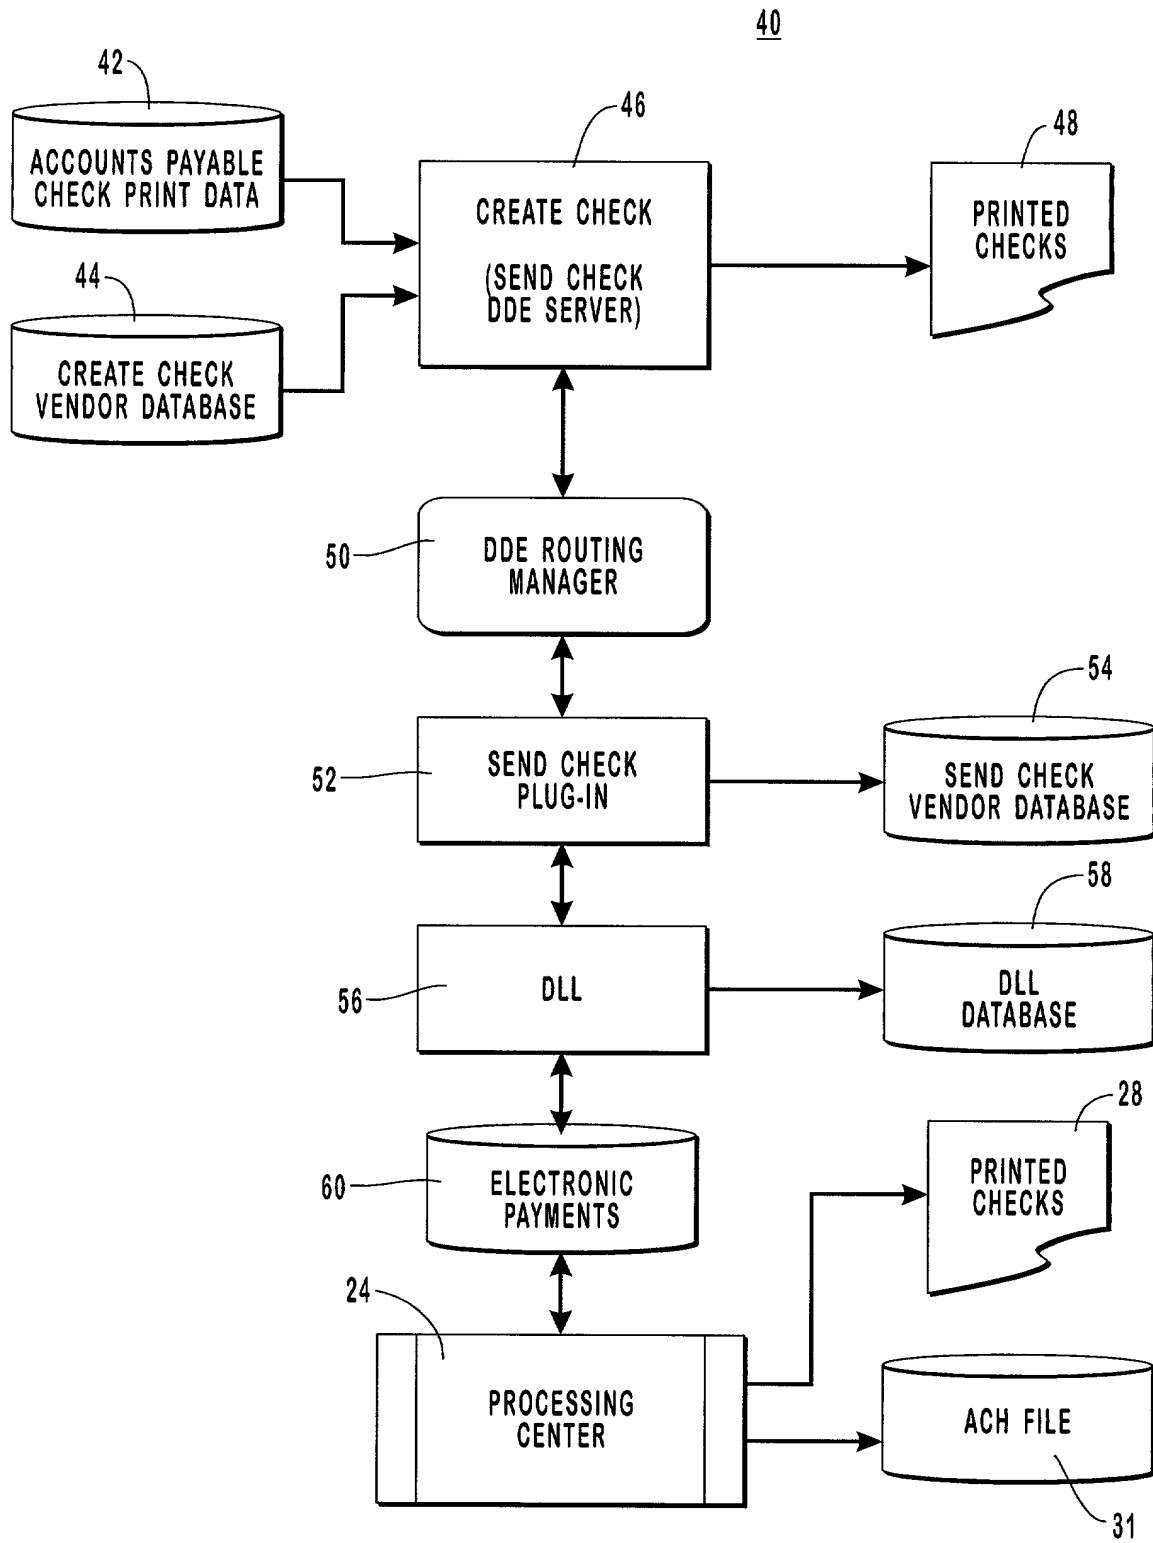 40
42
ACCOUNTS PAYABLE
CHECK PRINT DATA
44
CREATE CHECK
VENDOR DATABASE
46
CREATE CHECK
(SEND CHECK
DDE SERVER)
48
PRINTED
CHECKS
50
DDE ROUTING
MANAGER
52
SEND CHECK
PLUG-IN
54
SEND CHECK
VENDOR DATABASE
56
DLL
58
DLL
DATABASE
60
ELECTRONIC
PAYMENTS
28
PRINTED
CHECKS
24
PROCESSING
CENTER
ACH FILE
31